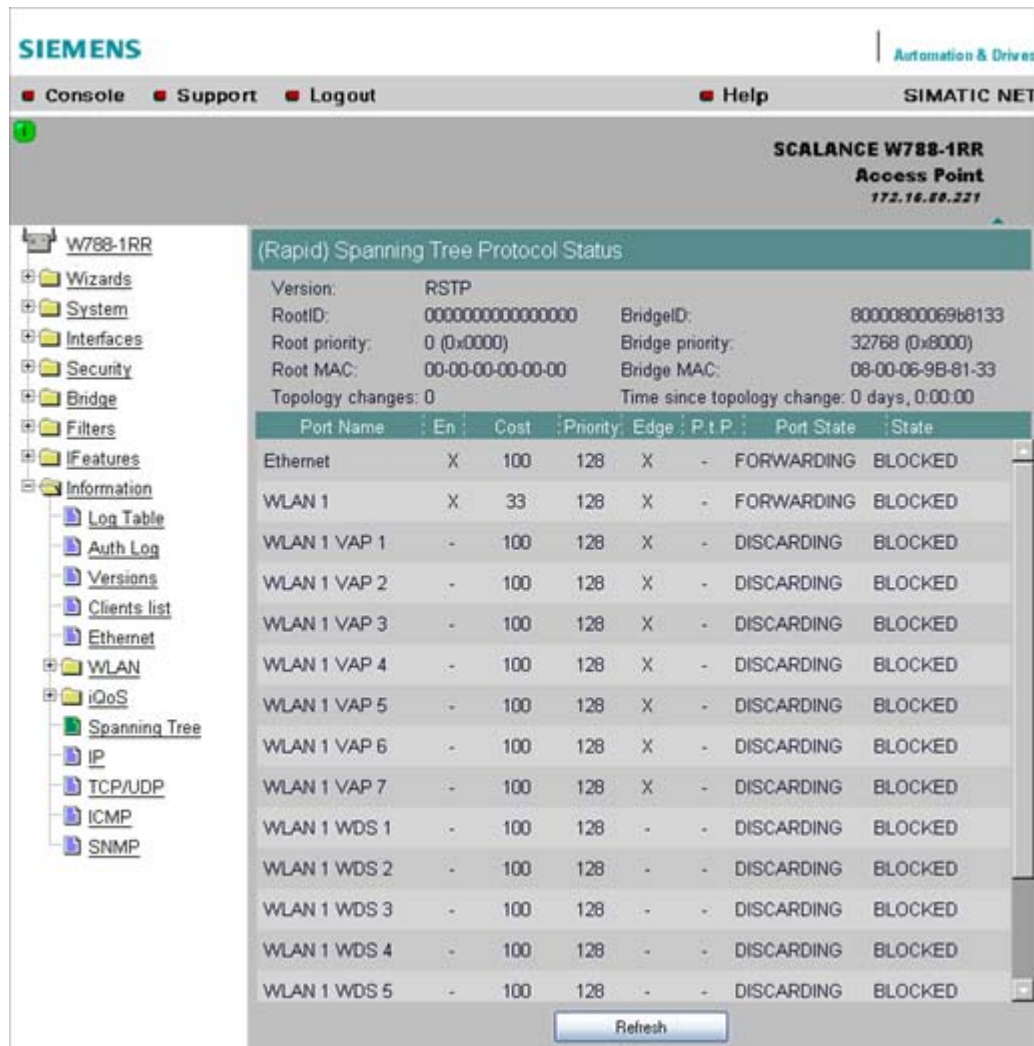 SIEMENS
Automation & Drives
Console Support Logout Help SIMATIC NET
SCALANCE W788-1RR
Access Point
172.16.80.221
W788-1RR
Wizards
System
Interfaces
Security
Bridge
Filters
IFeatures
Information
Log Table
Auth Log
Versions
Clients list
Ethernet
WLAN
iQoS
Spanning Tree
IP
TCP/UDP
ICMP
SNMP
(Rapid) Spanning Tree Protocol Status
Version: RSTP
RootID: 0000000000000000 BridgeID: 80000800069b8133
Root priority: 0 (0x0000) Bridge priority: 32768 (0x8000)
Root MAC: 00-00-00-00-00-00 Bridge MAC: 08-00-06-9B-81-33
Topology changes: 0 Time since topology change: 0 days, 0:00:00
Port Name En Cost Priority Edge P.t.P. Port State State
Ethernet X 100 128 X - FORWARDING BLOCKED
WLAN 1 X 33 128 X - FORWARDING BLOCKED
WLAN 1 VAP 1 - 100 128 X - DISCARDING BLOCKED
WLAN 1 VAP 2 - 100 128 X - DISCARDING BLOCKED
WLAN 1 VAP 3 - 100 128 X - DISCARDING BLOCKED
WLAN 1 VAP 4 - 100 128 X - DISCARDING BLOCKED
WLAN 1 VAP 5 - 100 128 X - DISCARDING BLOCKED
WLAN 1 VAP 6 - 100 128 X - DISCARDING BLOCKED
WLAN 1 VAP 7 - 100 128 X - DISCARDING BLOCKED
WLAN 1 WDS 1 - 100 128 - - DISCARDING BLOCKED
WLAN 1 WDS 2 - 100 128 - - DISCARDING BLOCKED
WLAN 1 WDS 3 - 100 128 - - DISCARDING BLOCKED
WLAN 1 WDS 4 - 100 128 - - DISCARDING BLOCKED
WLAN 1 WDS 5 - 100 128 - - DISCARDING BLOCKED
Refresh